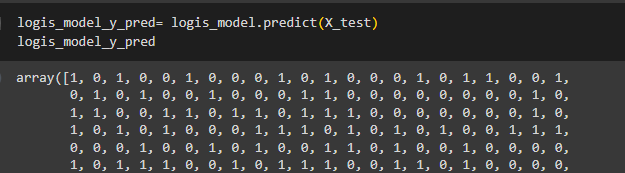 logis_model_y_pred= logis_model.predict(X_test)
logis_model_y_pred
array([1, 0, 1, 0, 0, 1, 0, 0, 0, 1, 0, 1, 0, 0, 0, 1, 0, 1, 1, 0, 0, 1,
0, 1, 0, 1, 0, 0, 1, 0, 0, 0, 1, 1, 0, 0, 0, 0, 0, 0, 0, 1, 0,
1, 1, 0, 0, 1, 1, 0, 1, 1, 0, 1, 1, 1, 0, 0, 0, 0, 0, 0, 1, 0,
1, 0, 1, 0, 1, 0, 0, 0, 1, 1, 1, 1, 0, 1, 0, 1, 0, 1, 0, 0, 1, 1, 1,
0, 0, 0, 1, 0, 0, 1, 0, 1, 0, 0, 1, 1, 0, 1, 0, 0, 1, 0, 0, 0, 0,
1, 0, 1, 1, 1, 0, 0, 1, 0, 1, 1, 1, 0, 0, 1, 1, 0, 1, 0, 0, 0, 0,